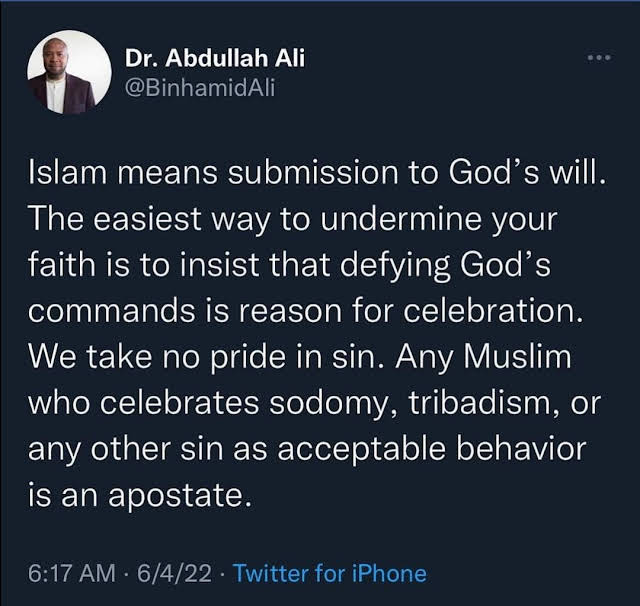 Dr. Abdullah Ali
@BinhamidAli
Islam means submission to God’s will.
The easiest way to undermine your
faith is to insist that defying God’s
commands is reason for celebration.
We take no pride in sin. Any Muslim
who celebrates sodomy, tribadism, or
any other sin as acceptable behavior
is an apostate.
6:17 AM · 6/4/22 · Twitter for iPhone